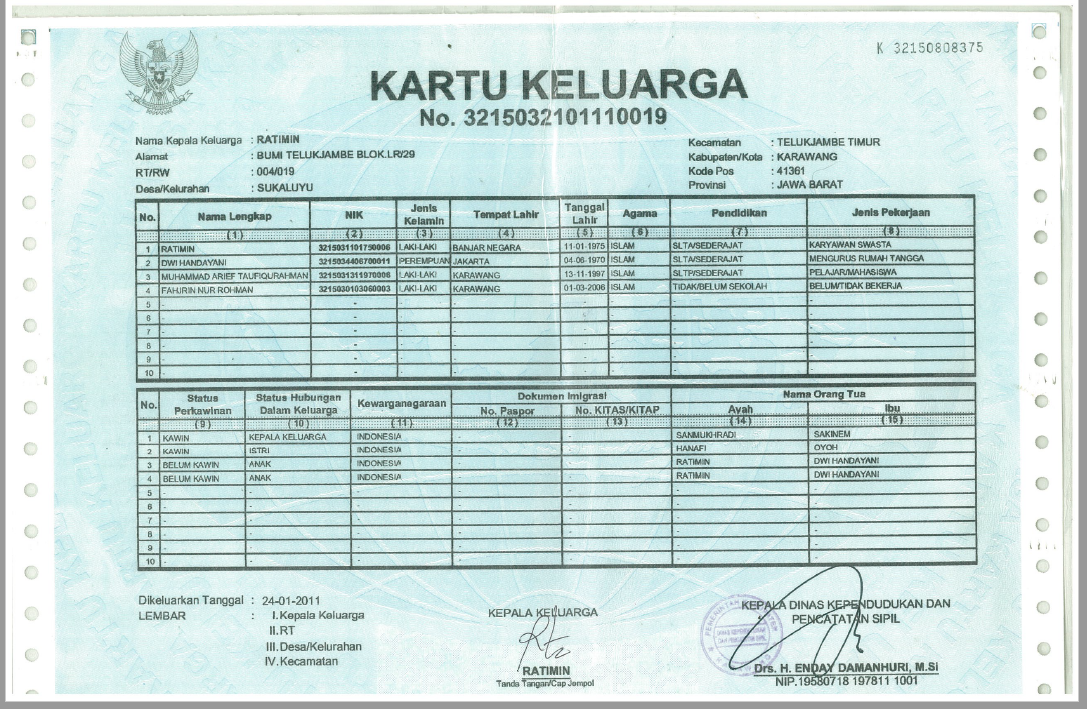 K 32150808375
KARTU KELUARGA
No. 3215032101110019
Nama Kepala Keluarga : RATIMIN
Alamat : BUMI TELUKJAMBE BLOK.LR/29
RT/RW : 004/019
Desa/Kelurahan : SUKALUYU
Kecamatan : TELUKJAMBE TIMUR
Kabupaten/Kota : KARAWANG
Kode Pos : 41361
Provinsi : JAWA BARAT
No. Nama Lengkap NIK Jenis Kelamin Tempat Lahir Tanggal Lahir Agama Pendidikan Jenis Pekerjaan
(1) (2) (3) (4) (5) (6) (7) (8)
1 RATIMIN 3215031101750006 LAKI-LAKI BANJAR NEGARA 11-01-1975 ISLAM SLTA/SEDERAJAT KARYAWAN SWASTA
2 DWI HANDAYANI 3215034406700011 PEREMPUAN JAKARTA 04-06-1970 ISLAM SLTA/SEDERAJAT MENGURUS RUMAH TANGGA
3 MUHAMMAD ARIEF TAUFIQURAHMAN 3215031311970006 LAKI-LAKI KARAWANG 13-11-1997 ISLAM SLTP/SEDERAJAT PELAJAR/MAHASISWA
4 FAHJRIN NUR ROHMAN 3215030103060003 LAKI-LAKI KARAWANG 01-03-2006 ISLAM TIDAK/BELUM SEKOLAH BELUM/TIDAK BEKERJA
5 - - - - - - - -
6 - - - - - - - -
7 - - - - - - - -
8 - - - - - - - -
9 - - - - - - - -
10 - - - - - - - -
No. Status Perkawinan Status Hubungan Dalam Keluarga Kewarganegaraan Dokumen Imigrasi Nama Orang Tua
No. Paspor No. KITAS/KITAP Ayah Ibu
(9) (10) (11) (12) (13) (14) (15)
1 KAWIN KEPALA KELUARGA INDONESIA - - SANMUKHRADI SAKINEM
2 KAWIN ISTRI INDONESIA - - HANAFI OYOH
3 BELUM KAWIN ANAK INDONESIA - - RATIMIN DWI HANDAYANI
4 BELUM KAWIN ANAK INDONESIA - - RATIMIN DWI HANDAYANI
5 - - - - - - -
6 - - - - - - -
7 - - - - - - -
8 - - - - - - -
9 - - - - - - -
10 - - - - - - -
Dikeluarkan Tanggal : 24-01-2011
LEMBAR : I.Kepala Keluarga
II.RT
III.Desa/Kelurahan
IV.Kecamatan
KEPALA KELUARGA
RATIMIN
Tanda Tangan/Cap Jempol
KEPALA DINAS KEPENDUDUKAN DAN
PENCATATAN SIPIL
Drs. H. ENDAY DAMANHURI, M.Si
NIP.19580718 197811 1001